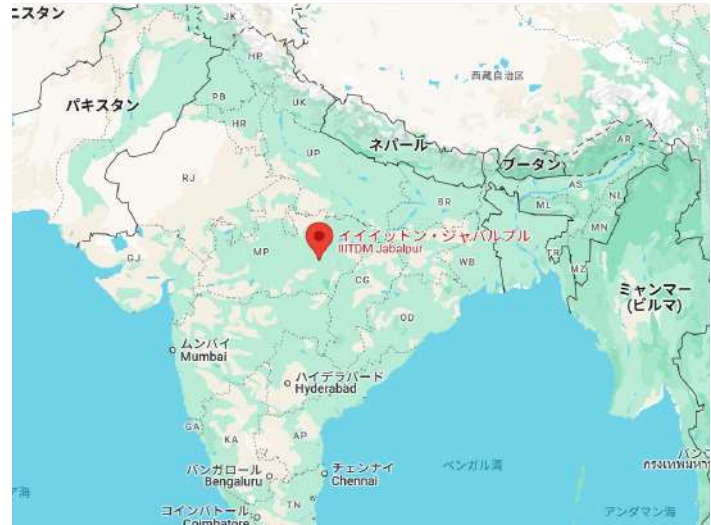 ニスタン
JK
HP
西蔵自治区
PB
UK
パキスタン
HR
ネパール
ブータン
AR
UP
RJ
AS
NL
BR
ML
MN
イイイットン・ジャバルプル
IIITDM Jabalpur
MP
GJ
WB
TR
MZ
CG
ミャンマー
(ビルマ)
OD
ムンバイ
Mumbai
ハイデラバード
Hyderabad
GA
AP
KA
バンガロール
Bengaluru
チェンナイ
Chennai
ベンガル湾
TN
コインバトール
Coimbatore
ア海
アンダマン海